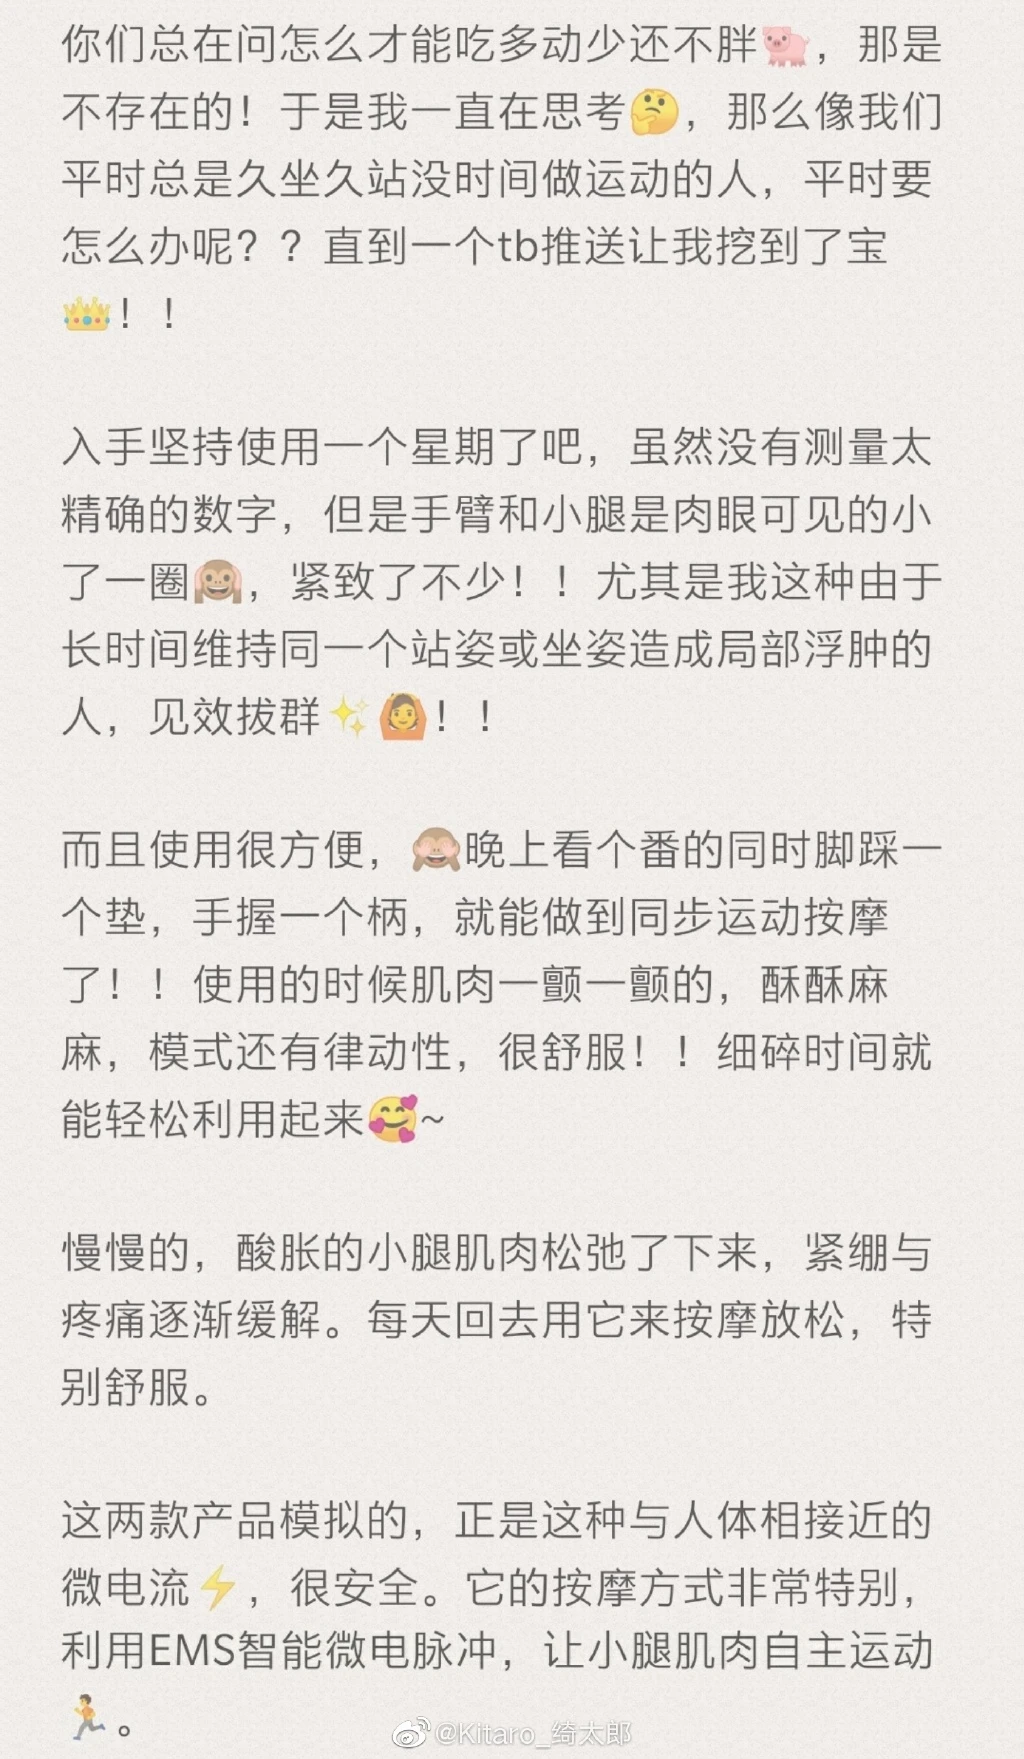 你们总在问怎么才能吃多动少还不胖🐖，那是
不存在的！于是我一直在思考🤔，那么像我们
平时总是久坐久站没时间做运动的人，平时要
怎么办呢？？直到一个tb推送让我挖到了宝
👑！！
入手坚持使用一个星期了吧，虽然没有测量太
精确的数字，但是手臂和小腿是肉眼可见的小
了一圈🙉，紧致了不少！！尤其是我这种由于
长时间维持同一个站姿或坐姿造成局部浮肿的
人，见效拔群✨🙆！！
而且使用很方便，🙈晚上看个番的同时脚踩一
个垫，手握一个柄，就能做到同步运动按摩
了！！使用的时候肌肉一颤一颤的，酥酥麻
麻，模式还有律动性，很舒服！！细碎时间就
能轻松利用起来🥰~
慢慢的，酸胀的小腿肌肉松弛了下来，紧绷与
疼痛逐渐缓解。每天回去用它来按摩放松，特
别舒服。
这两款产品模拟的，正是这种与人体相接近的
微电流⚡，很安全。它的按摩方式非常特别，
利用EMS智能微电脉冲，让小腿肌肉自主运动
🏃。
@Kitaro_绮太郎